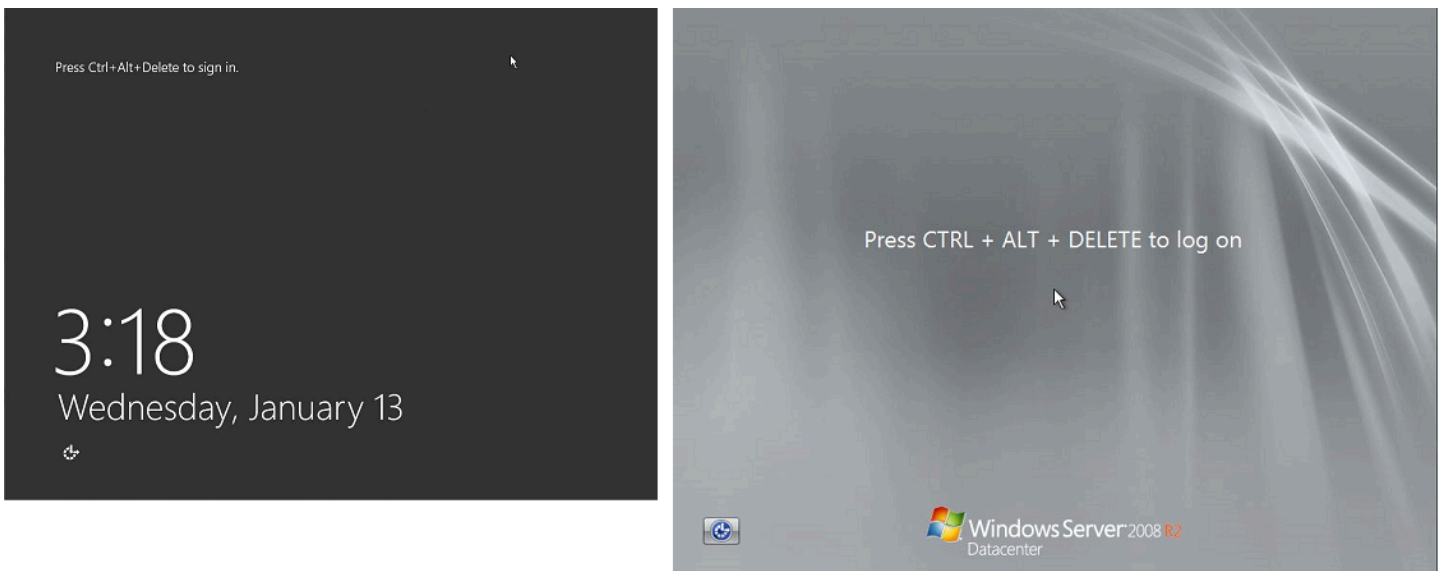 Press Ctrl+Alt+Delete to sign in.
3:18
Wednesday, January 13
Press CTRL + ALT + DELETE to log on
Windows Server 2008 R2
Datacenter